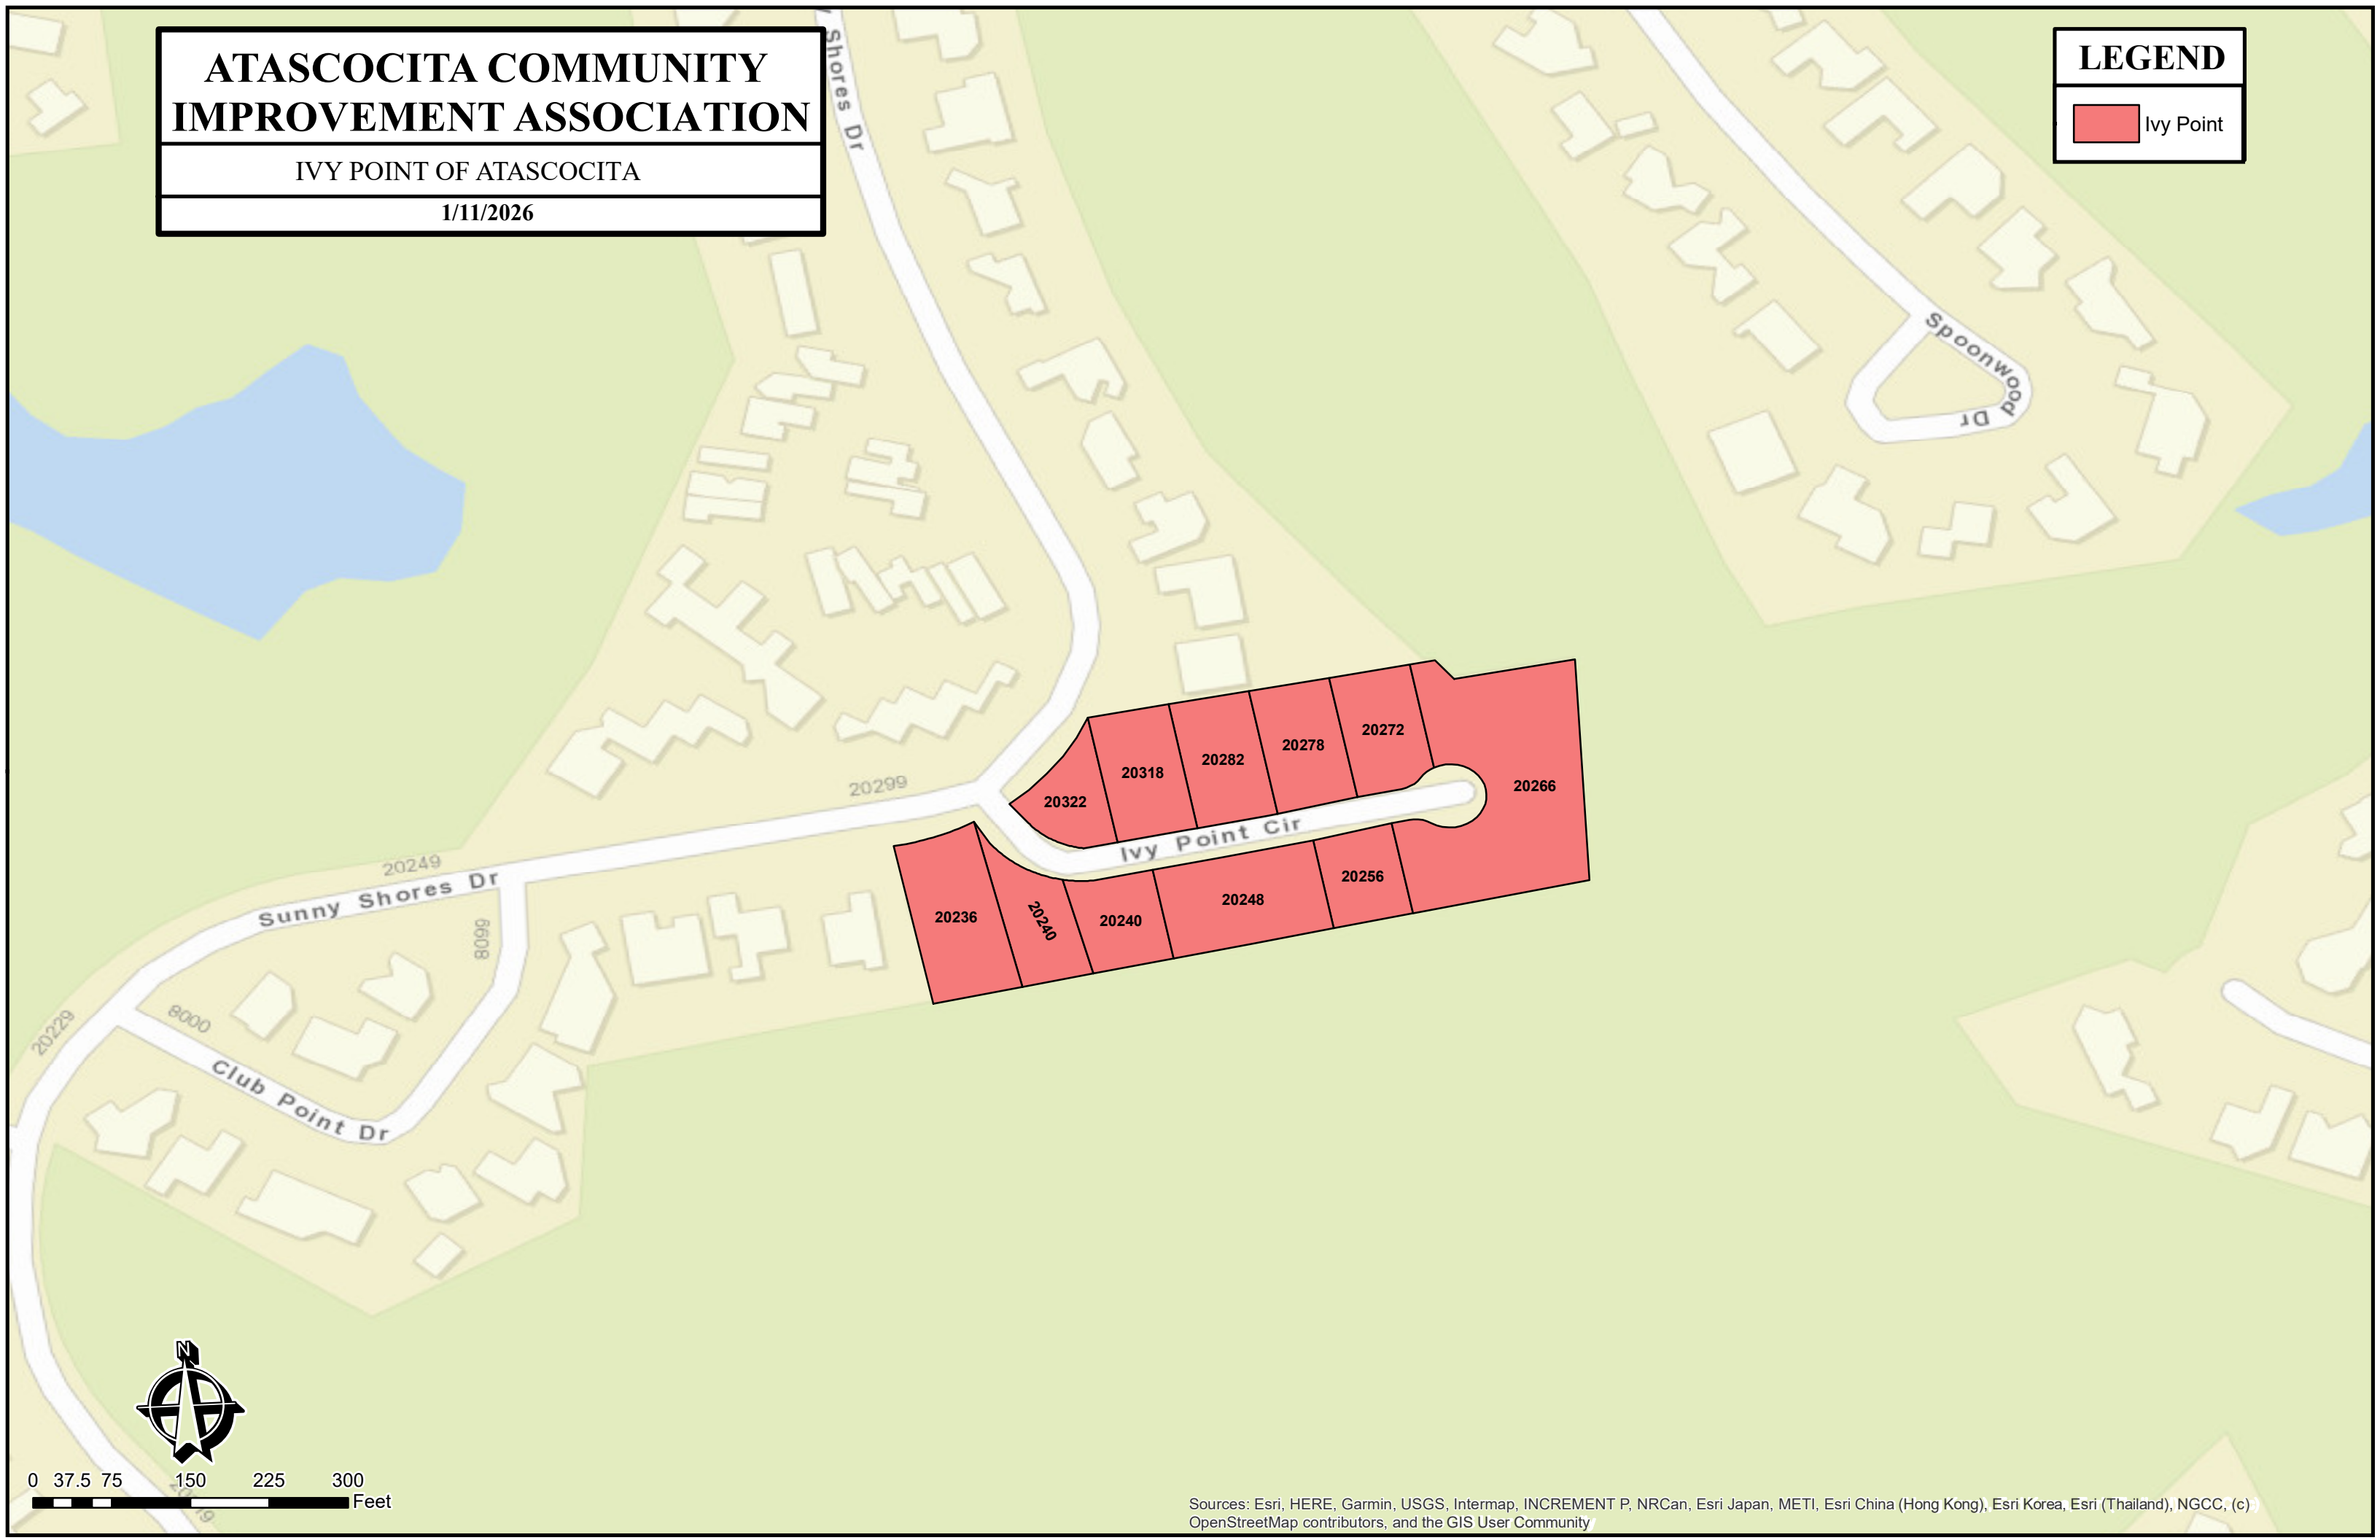 ATASCOCITA COMMUNITY
IMPROVEMENT ASSOCIATION
IVY POINT OF ATASCOCITA
1/11/2026
LEGEND
Ivy Point
Shores Dr
Spoonwood Dr
20322
20318
20282
20278
20272
20266
20299
Ivy Point Cir
20249
Sunny Shores Dr
20236
20240
20240
20248
20256
8099
20229
8000
Club Point Dr
N
0 37.5 75 150 225 300
Feet
Sources: Esri, HERE, Garmin, USGS, Intermap, INCREMENT P, NRCan, Esri Japan, METI, Esri China (Hong Kong), Esri Korea, Esri (Thailand), NGCC, (c)
OpenStreetMap contributors, and the GIS User Community